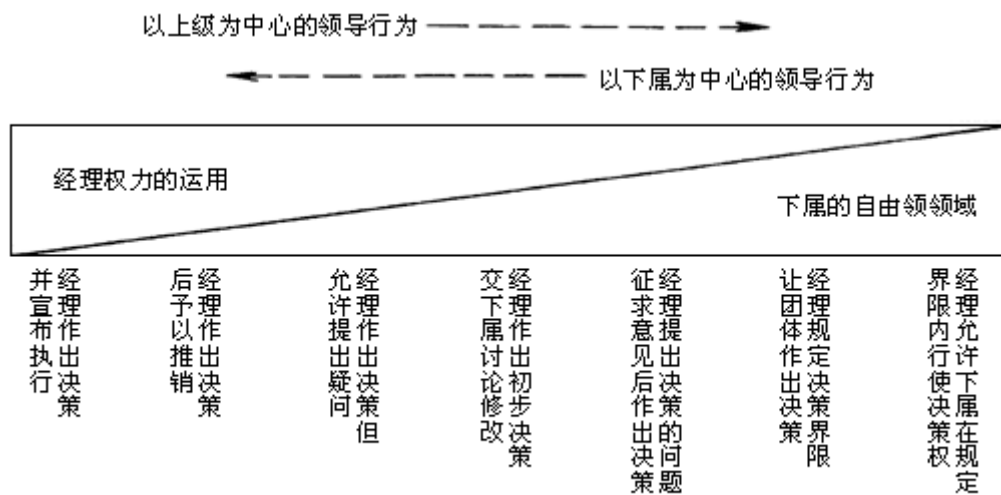 以上级为中心的领导行为
以下属为中心的领导行为
经理权力的运用
下属的自由领领域
经理作出决策
并宣布执行
经理作出决策
后予以推销
经理作出决策但
允许提出疑问
经理作出初步决策
交下属讨论修改
经理提出决策的问题
征求意见后作出决策
经理规定决策界限
让团体作出决策
经理允许下属在规定
界限内行使决策权